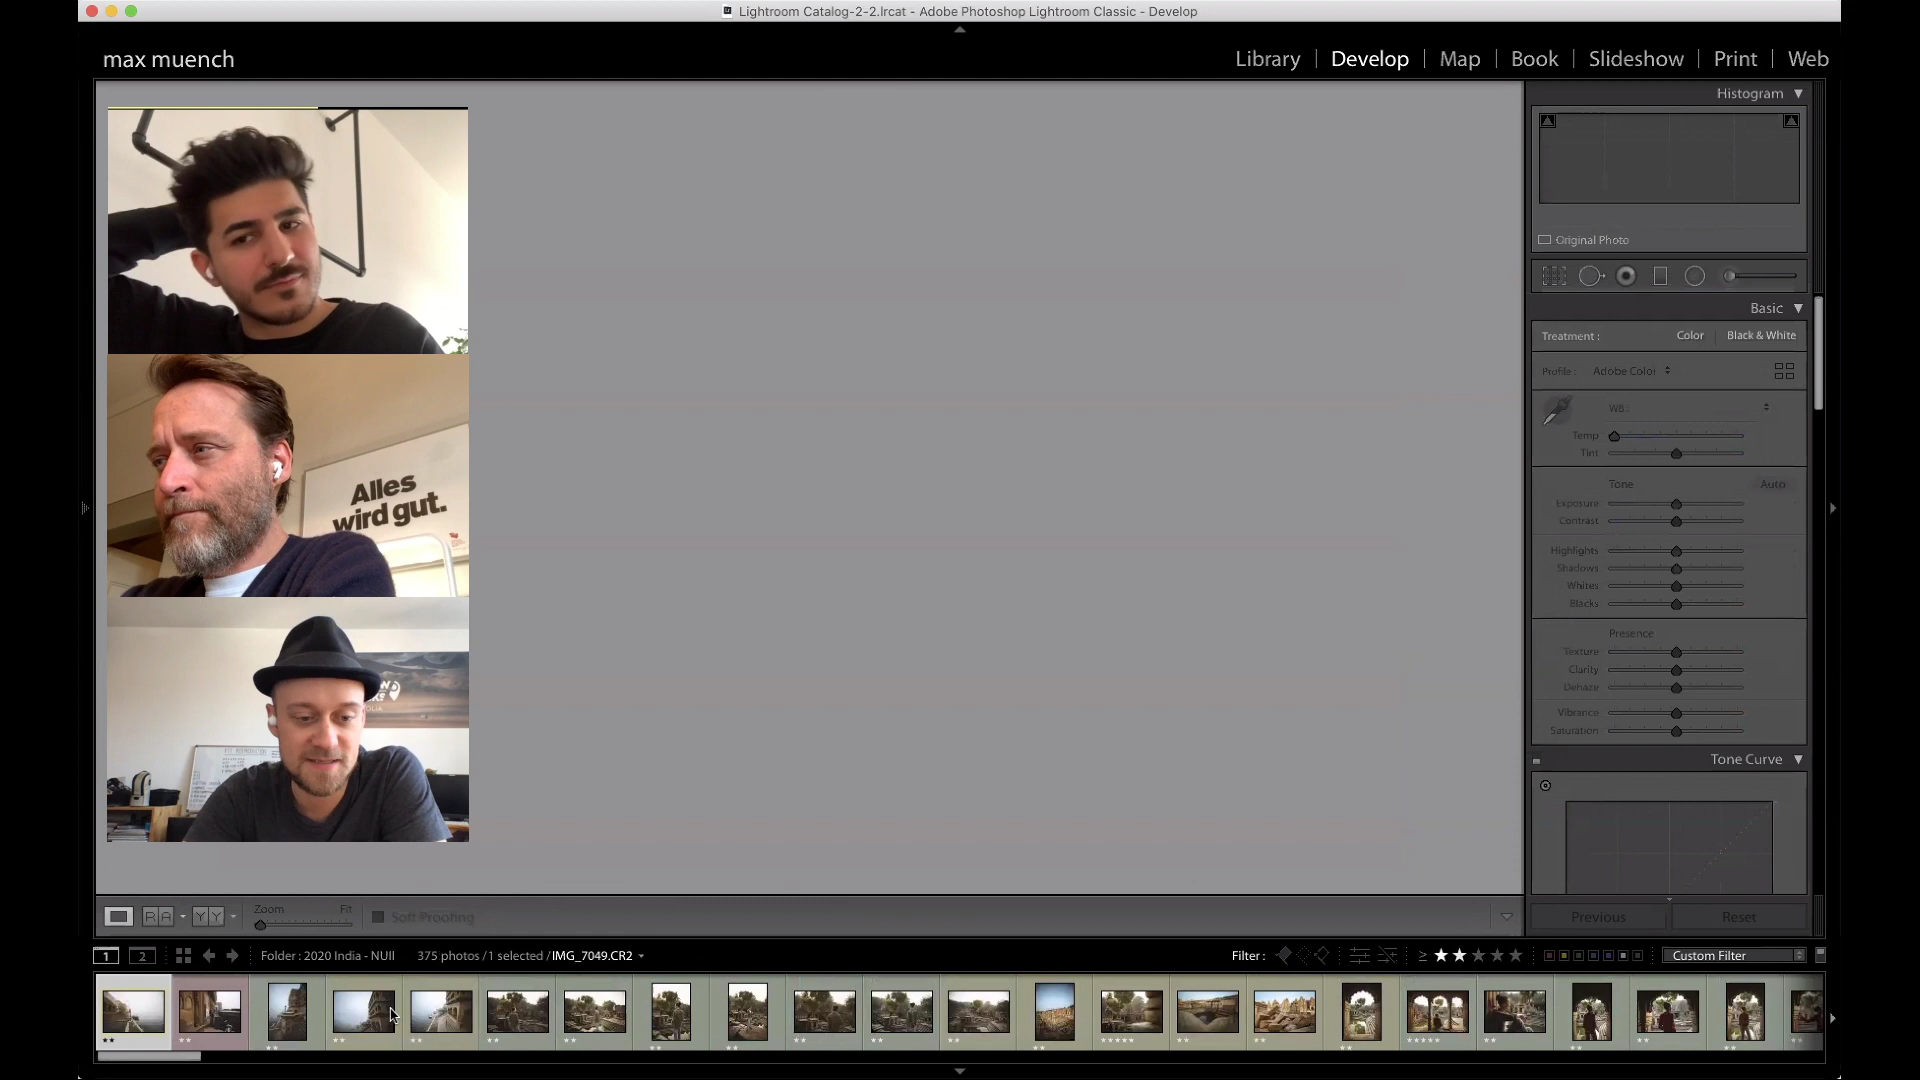 Lightroom Catalog-2-2.lrcat - Adobe Photoshop Lightroom Classic - Develop
max muench
Library | Develop | Map | Book | Slideshow | Print | Web
Histogram
Original Photo
Basic
Treatment : Color | Black & White
Profile : Adobe Color
WB :
Temp
Tint
Tone Auto
Exposure
Contrast
Highlights
Shadows
Whites
Blacks
Presence
Texture
Clarity
Dehaze
Vibrance
Saturation
Tone Curve
Alles
wird gut.
R A Y Y Zoom Fit Soft Proofing
Previous Reset
1 2 Folder : 2020 India - NUII 375 photos / 1 selected / IMG_7049.CR2 Filter : ≥ ★★★★★ Custom Filter